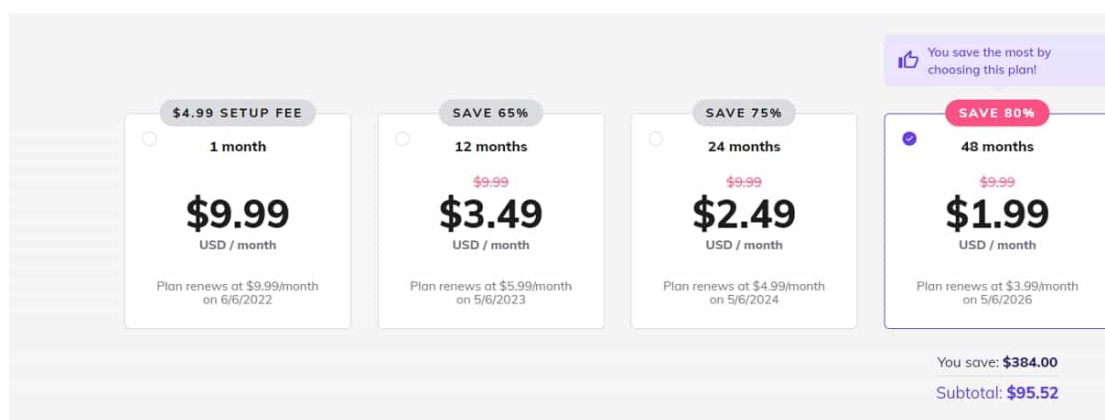 You save the most by
choosing this plan!
$4.99 SETUP FEE
1 month
$9.99
USD / month
Plan renews at $9.99/month
on 6/6/2022
SAVE 65%
12 months
$9.99
$3.49
USD / month
Plan renews at $5.99/month
on 5/6/2023
SAVE 75%
24 months
$9.99
$2.49
USD / month
Plan renews at $4.99/month
on 5/6/2024
SAVE 80%
48 months
$9.99
$1.99
USD / month
Plan renews at $3.99/month
on 5/6/2026
You save: $384.00
Subtotal: $95.52